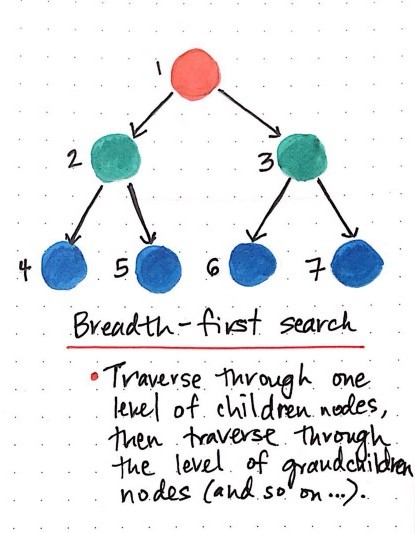 1
2 3
4 5 6 7
Breadth-first search
• Traverse through one
level of children nodes,
then traverse through
the level of grandchildren
nodes (and so on...).